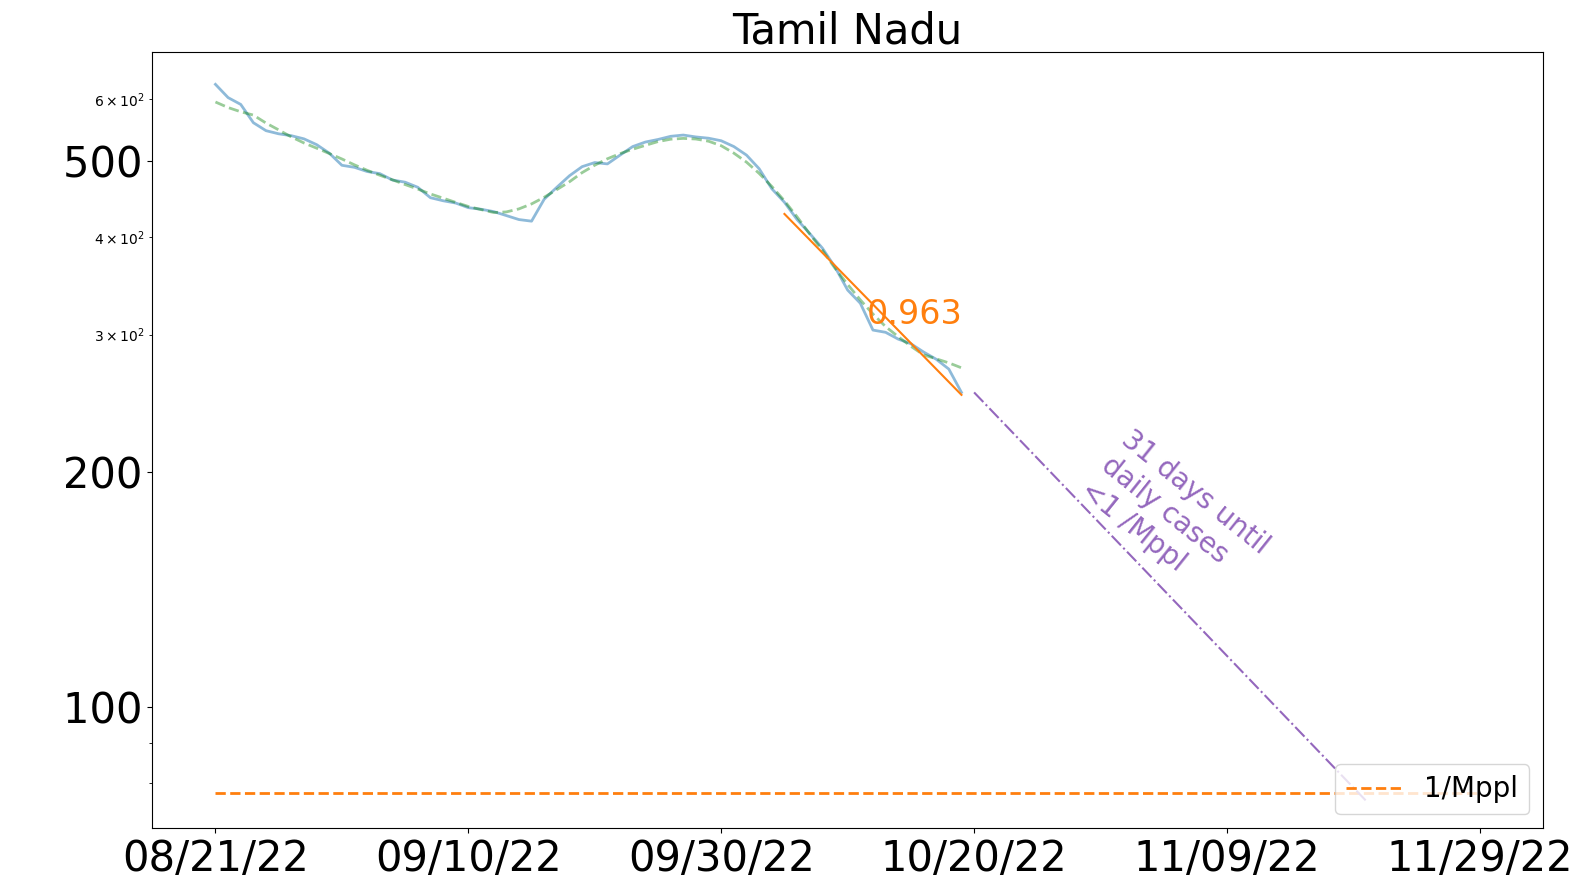 Tamil Nadu
6 × 10²
500
4 × 10²
3 × 10²
200
100
0.963
31 days until
daily cases
<1 /Mppl
1/Mppl
08/21/22
09/10/22
09/30/22
10/20/22
11/09/22
11/29/22